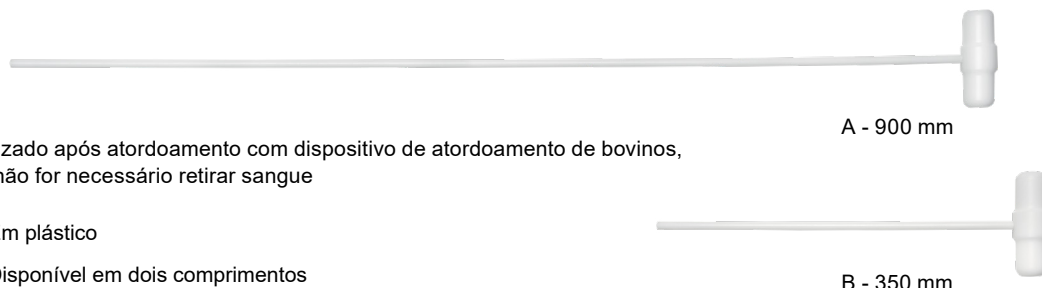 A - 900 mm
zado após atordoamento com dispositivo de atordoamento de bovinos,
não for necessário retirar sangue
m plástico
Disponível em dois comprimentos
B - 350 mm